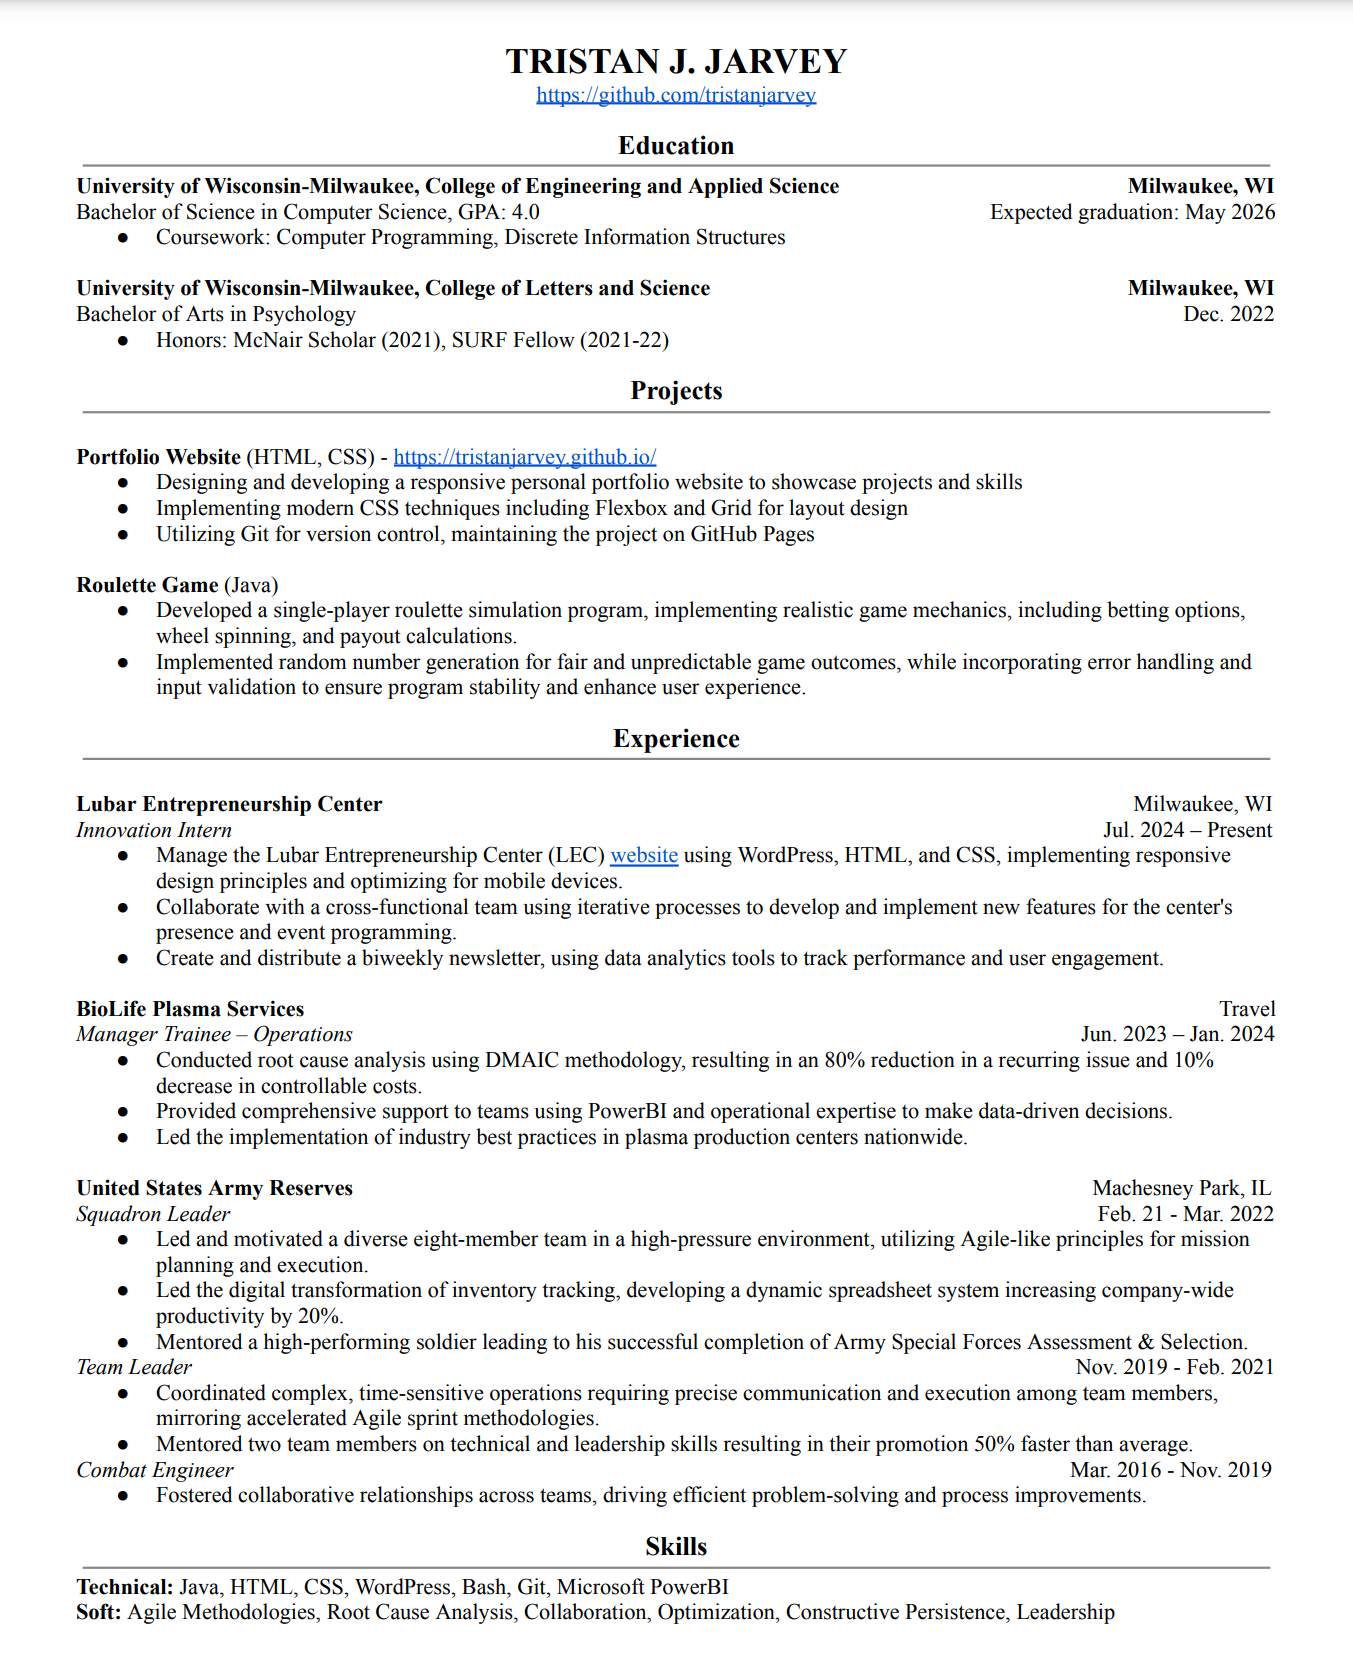 TRISTAN J. JARVEY
https://github.com/tristanjarvey
Education
University of Wisconsin-Milwaukee, College of Engineering and Applied Science Milwaukee, WI
Bachelor of Science in Computer Science, GPA: 4.0 Expected graduation: May 2026
● Coursework: Computer Programming, Discrete Information Structures
University of Wisconsin-Milwaukee, College of Letters and Science Milwaukee, WI
Bachelor of Arts in Psychology Dec. 2022
● Honors: McNair Scholar (2021), SURF Fellow (2021-22)
Projects
Portfolio Website (HTML, CSS) - https://tristanjarvey.github.io/
● Designing and developing a responsive personal portfolio website to showcase projects and skills
● Implementing modern CSS techniques including Flexbox and Grid for layout design
● Utilizing Git for version control, maintaining the project on GitHub Pages
Roulette Game (Java)
● Developed a single-player roulette simulation program, implementing realistic game mechanics, including betting options,
wheel spinning, and payout calculations.
● Implemented random number generation for fair and unpredictable game outcomes, while incorporating error handling and
input validation to ensure program stability and enhance user experience.
Experience
Lubar Entrepreneurship Center Milwaukee, WI
Innovation Intern Jul. 2024 – Present
● Manage the Lubar Entrepreneurship Center (LEC) website using WordPress, HTML, and CSS, implementing responsive
design principles and optimizing for mobile devices.
● Collaborate with a cross-functional team using iterative processes to develop and implement new features for the center's
presence and event programming.
● Create and distribute a biweekly newsletter, using data analytics tools to track performance and user engagement.
BioLife Plasma Services Travel
Manager Trainee – Operations Jun. 2023 – Jan. 2024
● Conducted root cause analysis using DMAIC methodology, resulting in an 80% reduction in a recurring issue and 10%
decrease in controllable costs.
● Provided comprehensive support to teams using PowerBI and operational expertise to make data-driven decisions.
● Led the implementation of industry best practices in plasma production centers nationwide.
United States Army Reserves Machesney Park, IL
Squadron Leader Feb. 21 - Mar. 2022
● Led and motivated a diverse eight-member team in a high-pressure environment, utilizing Agile-like principles for mission
planning and execution.
● Led the digital transformation of inventory tracking, developing a dynamic spreadsheet system increasing company-wide
productivity by 20%.
● Mentored a high-performing soldier leading to his successful completion of Army Special Forces Assessment & Selection.
Team Leader Nov. 2019 - Feb. 2021
● Coordinated complex, time-sensitive operations requiring precise communication and execution among team members,
mirroring accelerated Agile sprint methodologies.
● Mentored two team members on technical and leadership skills resulting in their promotion 50% faster than average.
Combat Engineer Mar. 2016 - Nov. 2019
● Fostered collaborative relationships across teams, driving efficient problem-solving and process improvements.
Skills
Technical: Java, HTML, CSS, WordPress, Bash, Git, Microsoft PowerBI
Soft: Agile Methodologies, Root Cause Analysis, Collaboration, Optimization, Constructive Persistence, Leadership